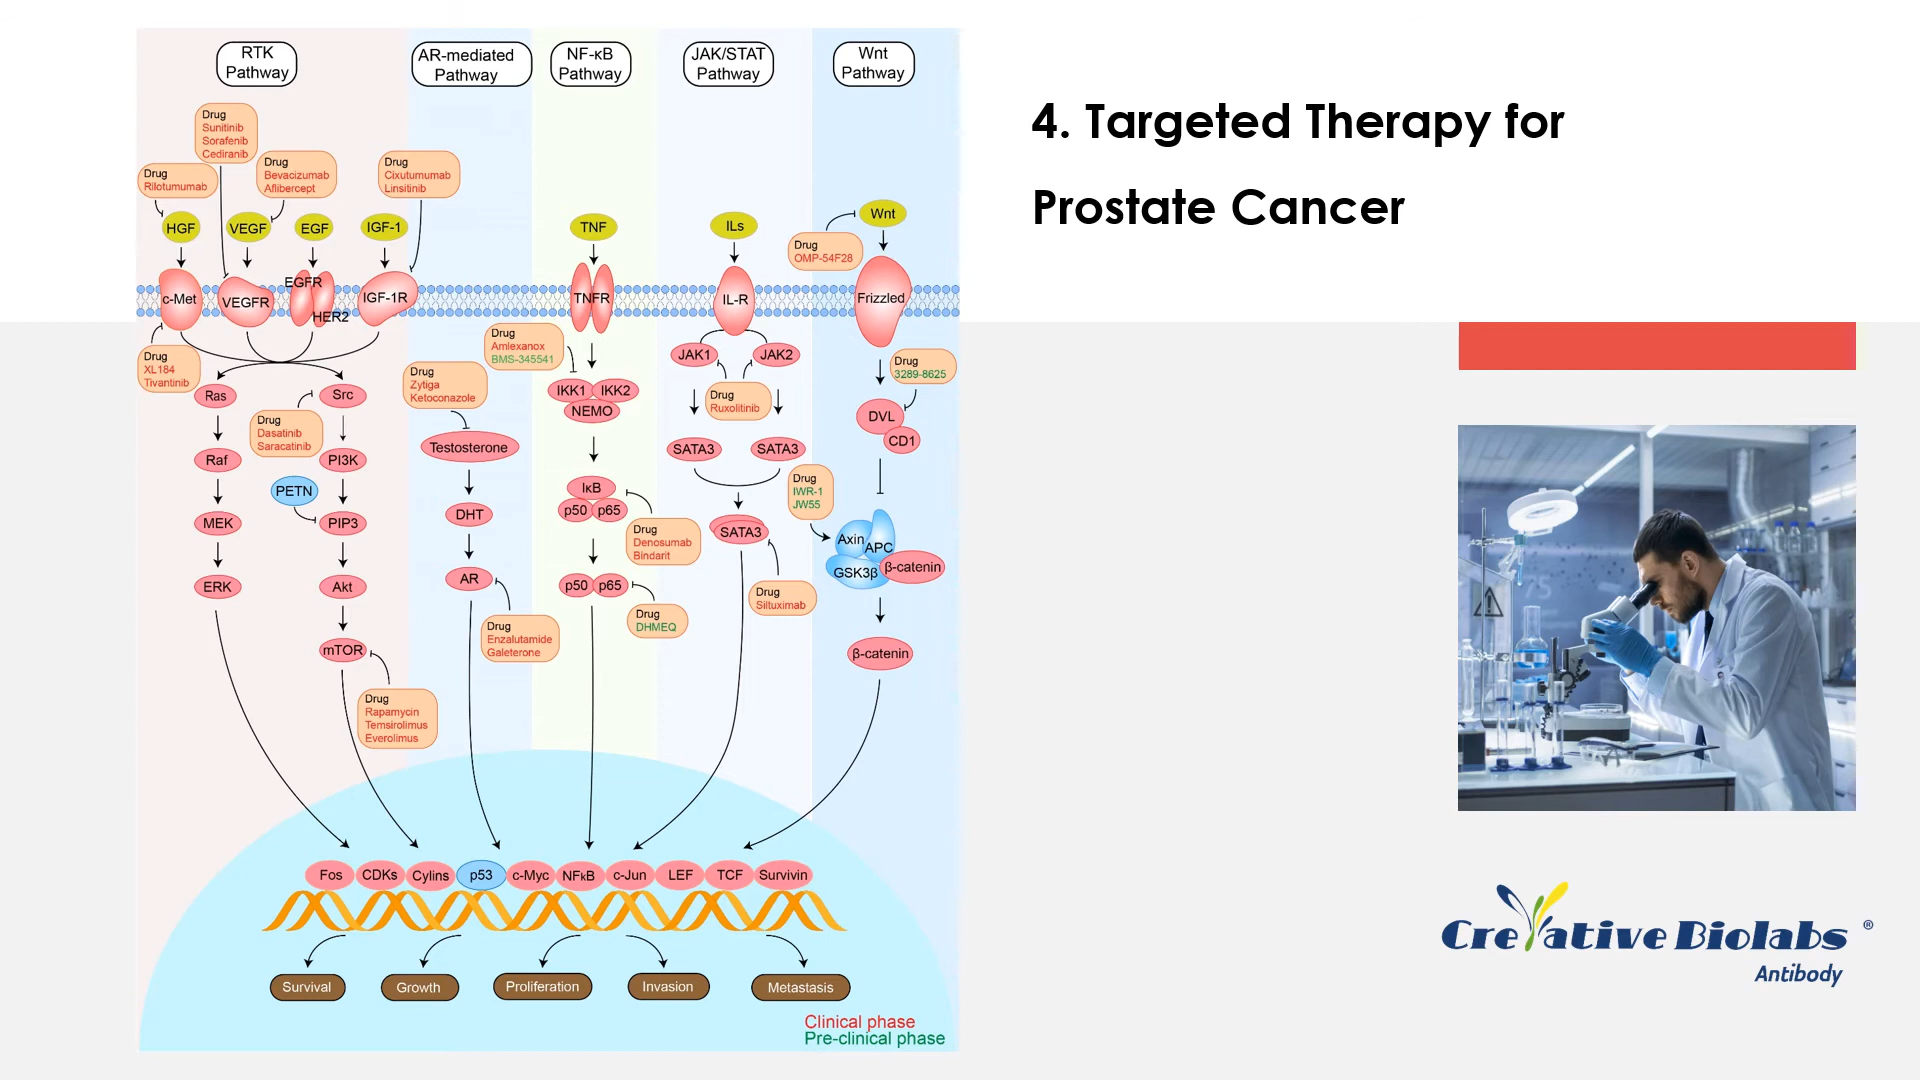 RTK
Pathway
AR-mediated
Pathway
NF-κB
Pathway
JAK/STAT
Pathway
Wnt
Pathway
4. Targeted Therapy for
Prostate Cancer
Drug
Sunitinib
Sorafenib
Cediranib
Drug
Rilotumumab
Drug
Bevacizumab
Aflibercept
Drug
Cixutumumab
Linsitinib
HGF
VEGF
EGF
IGF-1
TNF
ILs
Wnt
Drug
OMP-54F28
c-Met
VEGFR
EGFR
HER2
IGF-1R
TNFR
IL-R
Frizzled
Drug
XL184
Tivantinib
Ras
Raf
MEK
ERK
Src
Drug
Dasatinib
Saracatinib
PI3K
PETN
PIP3
Akt
mTOR
Drug
Rapamycin
Temsirolimus
Everolimus
Drug
Zytiga
Ketoconazole
Testosterone
DHT
AR
Drug
Enzalutamide
Galeterone
Drug
Amlexanox
BMS-345541
IKK1
IKK2
NEMO
IκB
p50
p65
Drug
Denosumab
Bindarit
p50
p65
Drug
DHMEQ
JAK1
JAK2
Drug
Ruxolitinib
SATA3
SATA3
SATA3
Drug
Siltuximab
Drug
3289-8625
DVL
CD1
Drug
IWR-1
JW55
Axin
APC
GSK3β
β-catenin
β-catenin
Fos
CDKs
Cylins
p53
c-Myc
NFκB
c-Jun
LEF
TCF
Survivin
Survival
Growth
Proliferation
Invasion
Metastasis
Clinical phase
Pre-clinical phase
Creative Biolabs ®
Antibody